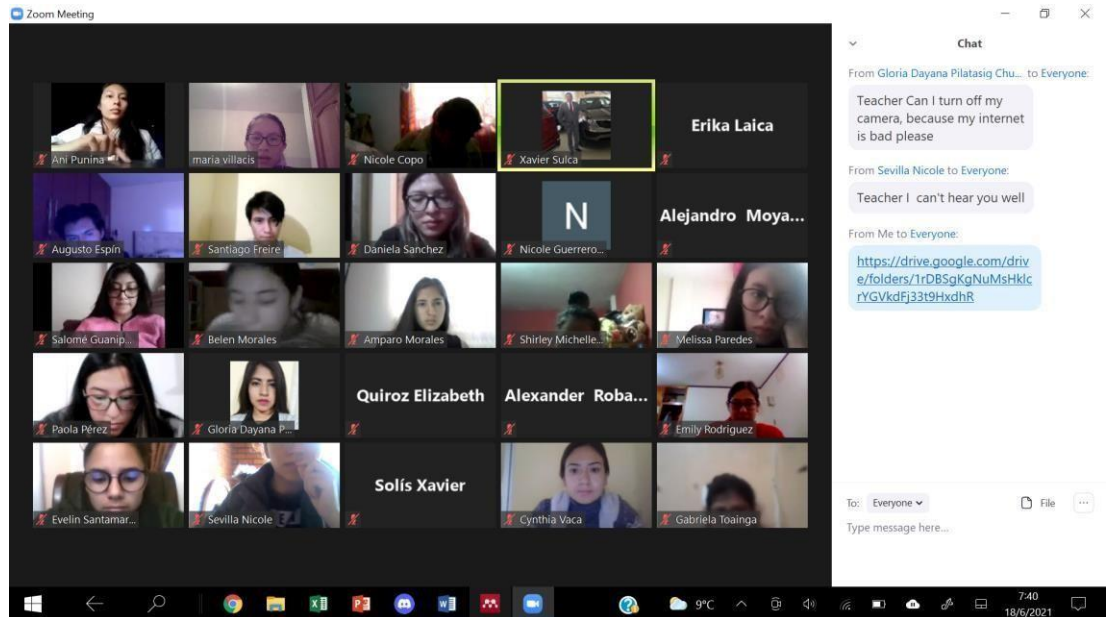 Zoom Meeting
Ani Punina
maria villacis
Nicole Copo
Xavier Sulca
Erika Laica
Augusto Espín
Santiago Freire
Daniela Sanchez
N
Nicole Guerrero...
Alejandro Moya...
Salomé Guanip...
Belen Morales
Amparo Morales
Shirley Michelle...
Melissa Paredes
Paola Pérez
Gloria Dayana P...
Quiroz Elizabeth
Alexander Roba...
Emily Rodriguez
Evelin Santamar...
Sevilla Nicole
Solís Xavier
Cynthia Vaca
Gabriela Toainga
Chat
From Gloria Dayana Pilatasig Chu... to Everyone:
Teacher Can I turn off my
camera, because my internet
is bad please
From Sevilla Nicole to Everyone:
Teacher I can't hear you well
From Me to Everyone:
https://drive.google.com/driv
e/folders/1rDBSgKgNuMsHklc
rYGVkdFj33t9HxdhR
To: Everyone
File
Type message here...
9°C
7:40
18/6/2021